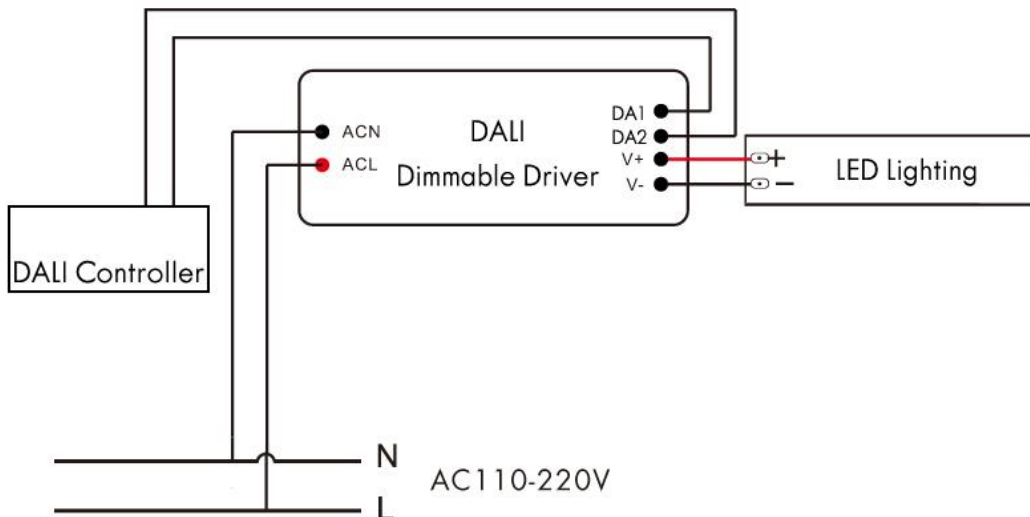 DA1
ACN
DALI
DA2
V+
+
ACL
Dimmable Driver
V-
−
LED Lighting
DALI Controller
N
AC110-220V
L